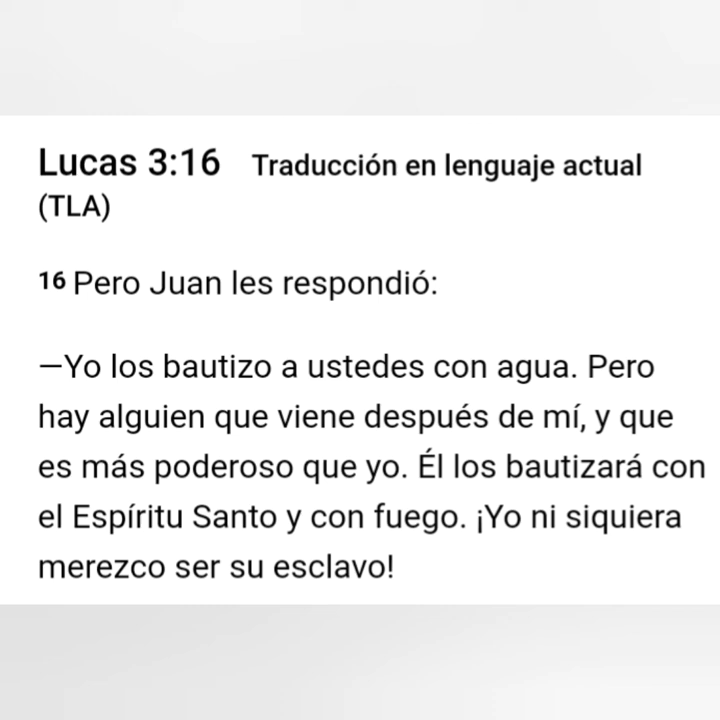 Lucas 3:16 Traducción en lenguaje actual
(TLA)
16 Pero Juan les respondió:
—Yo los bautizo a ustedes con agua. Pero
hay alguien que viene después de mí, y que
es más poderoso que yo. Él los bautizará con
el Espíritu Santo y con fuego. ¡Yo ni siquiera
merezco ser su esclavo!